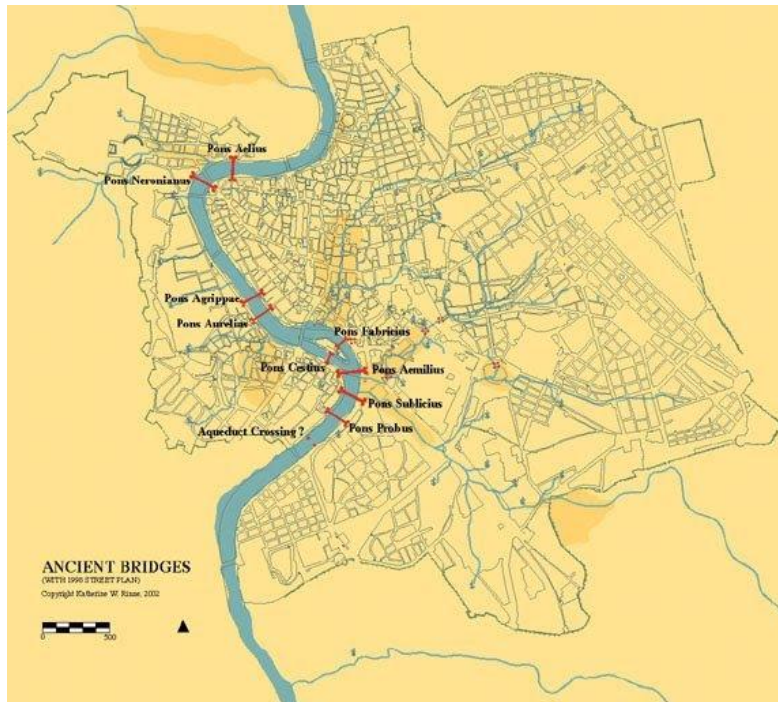 Pons Aelius
Pons Neronianus
Pons Agrippae
Pons Aurelius
Pons Fabricius
Pons Cestius
Pons Aemilius
Pons Sublicius
Pons Probus
Aqueduct Crossing ?
ANCIENT BRIDGES
(WITH 1998 STREET PLAN)
Copyright Katherine W. Rinne, 2002
0 500